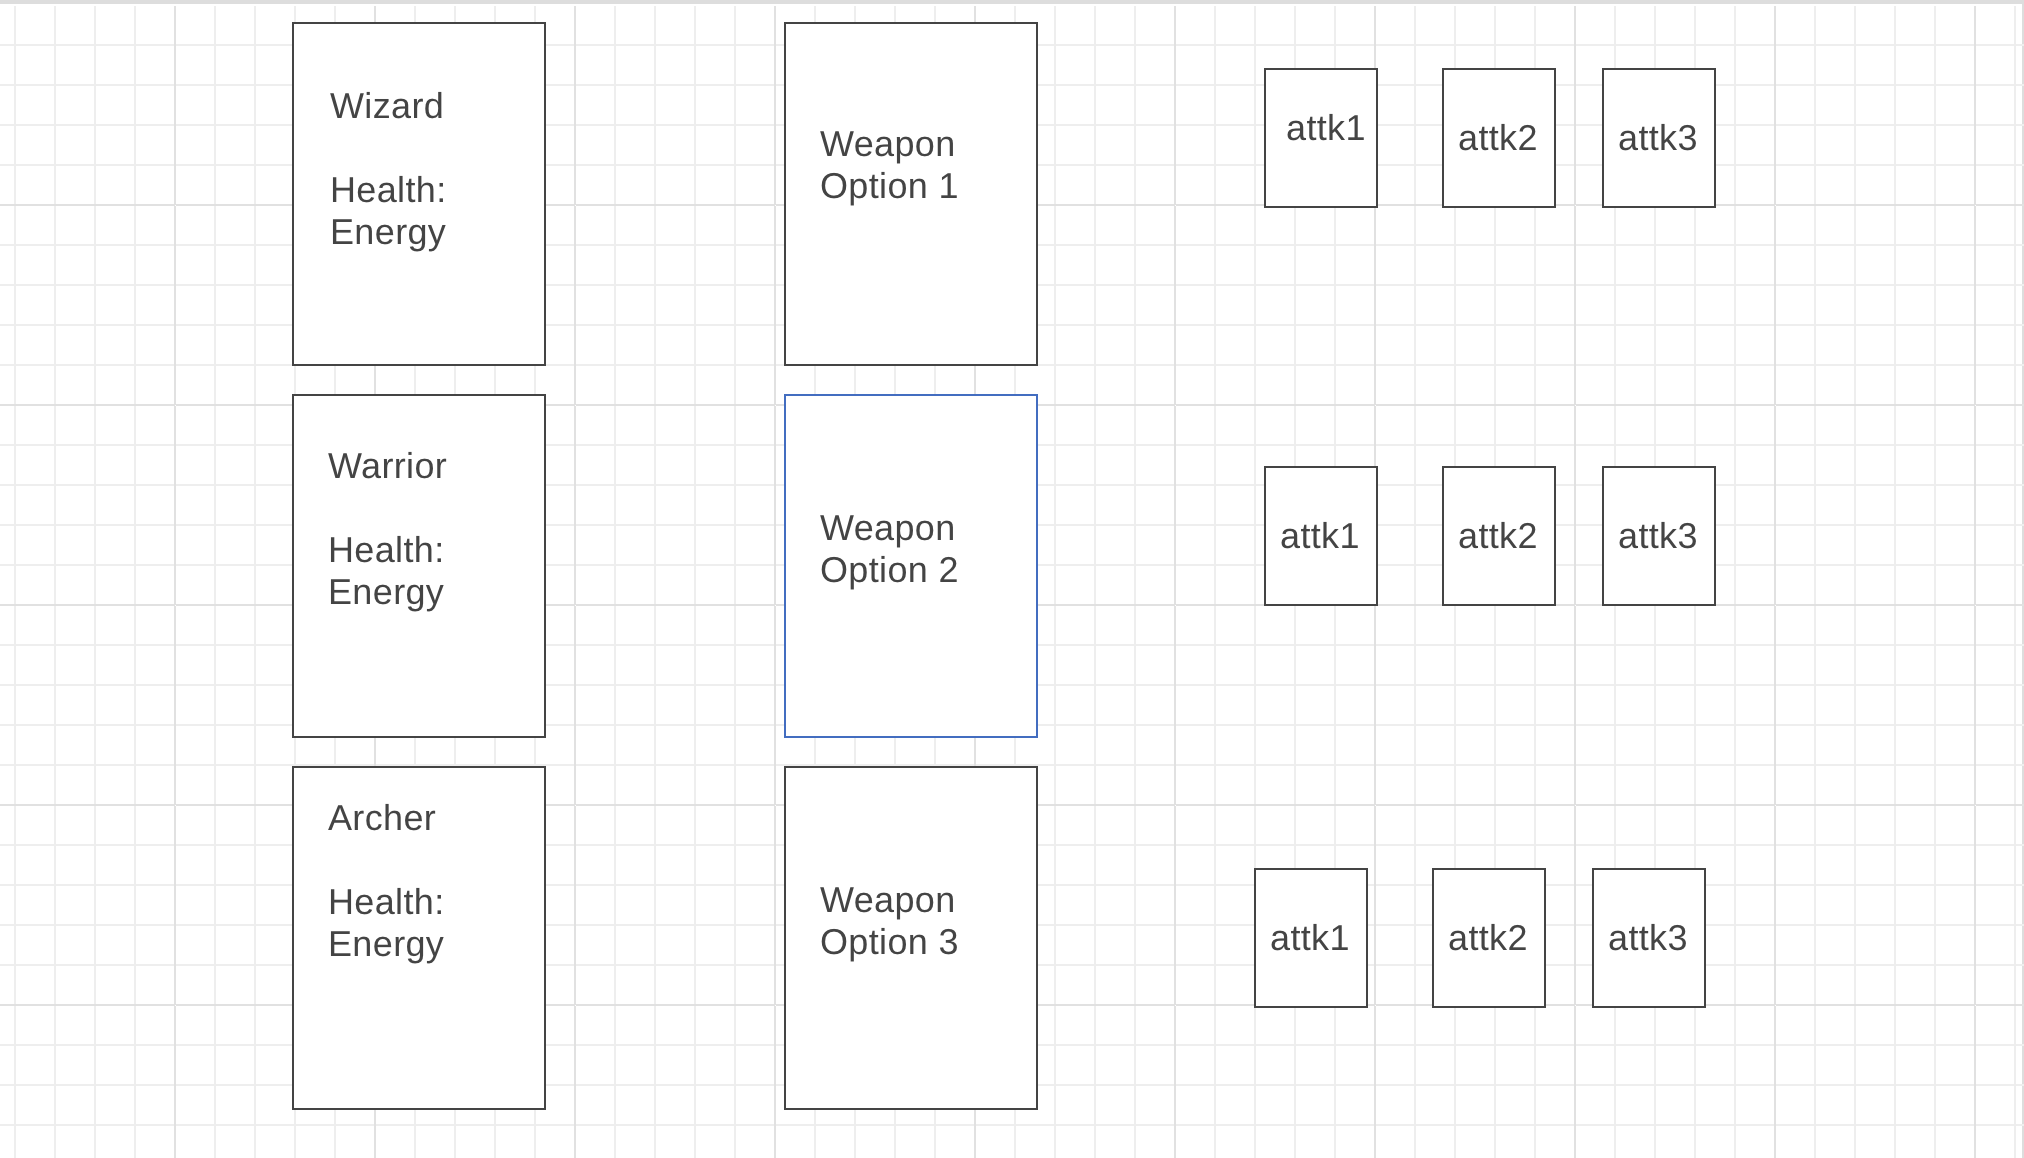 Wizard
Health:
Energy
Weapon
Option 1
attk1
attk2
attk3
Warrior
Health:
Energy
Weapon
Option 2
attk1
attk2
attk3
Archer
Health:
Energy
Weapon
Option 3
attk1
attk2
attk3